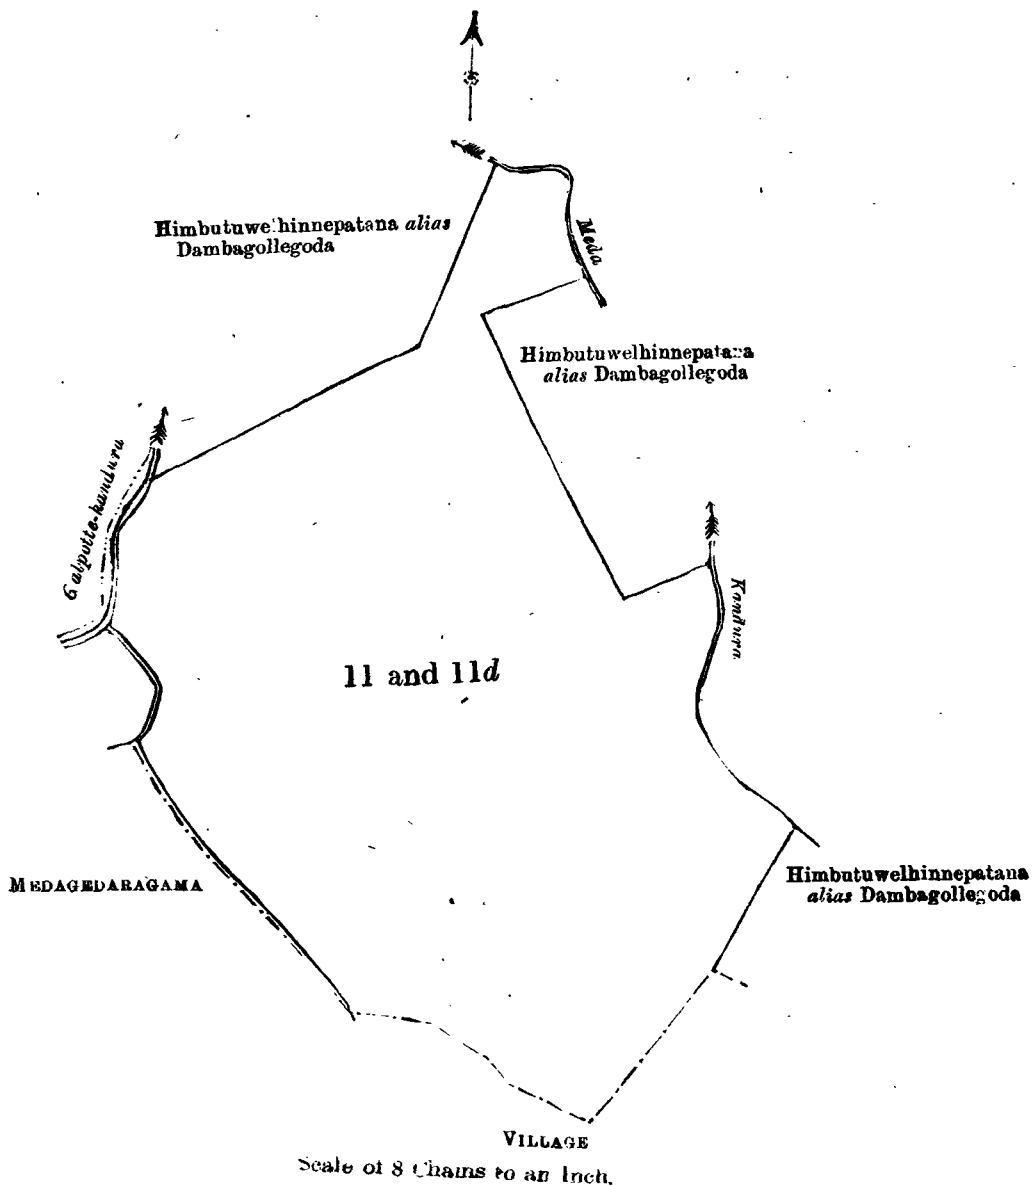 Himbutuwelhinnepatana alias
Dambagollegoda
Meda
Himbutuwelhinnepatana
alias Dambagollegoda
Galpotte-kandura
Kandura
11 and 11d
MEDAGEDARAGAMA
Himbutuwelhinnepatana
alias Dambagollegoda
VILLAGE
Scale of 8 Chains to an Inch.